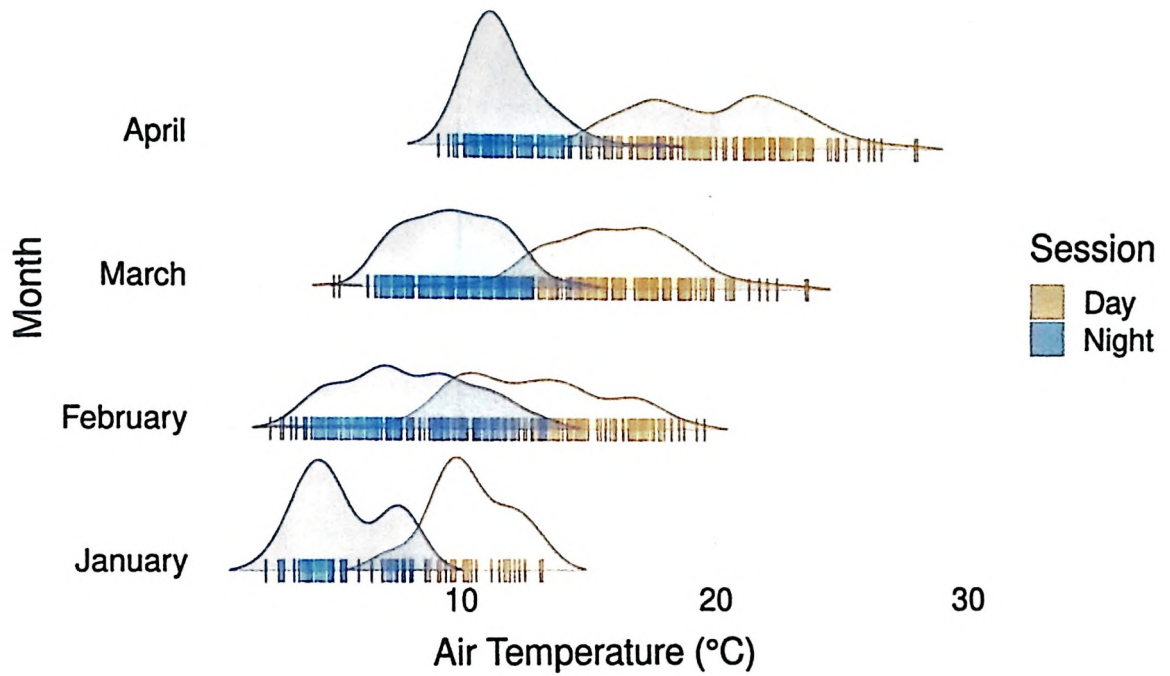 April
March
February
January
Month
10 20 30
Air Temperature (°C)
Session
Day
Night